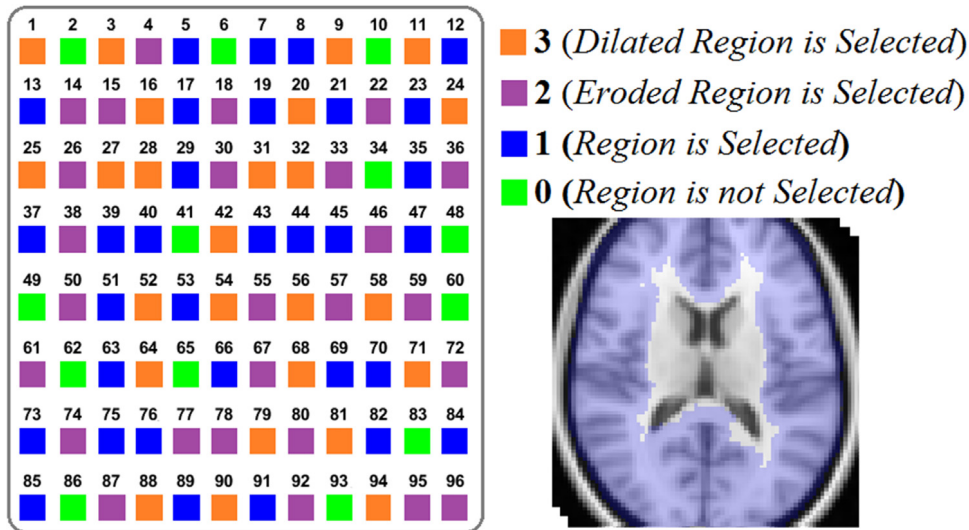 1 2 3 4 5 6 7 8 9 10 11 12
13 14 15 16 17 18 19 20 21 22 23 24
25 26 27 28 29 30 31 32 33 34 35 36
37 38 39 40 41 42 43 44 45 46 47 48
49 50 51 52 53 54 55 56 57 58 59 60
61 62 63 64 65 66 67 68 69 70 71 72
73 74 75 76 77 78 79 80 81 82 83 84
85 86 87 88 89 90 91 92 93 94 95 96
3 (Dilated Region is Selected)
2 (Eroded Region is Selected)
1 (Region is Selected)
0 (Region is not Selected)